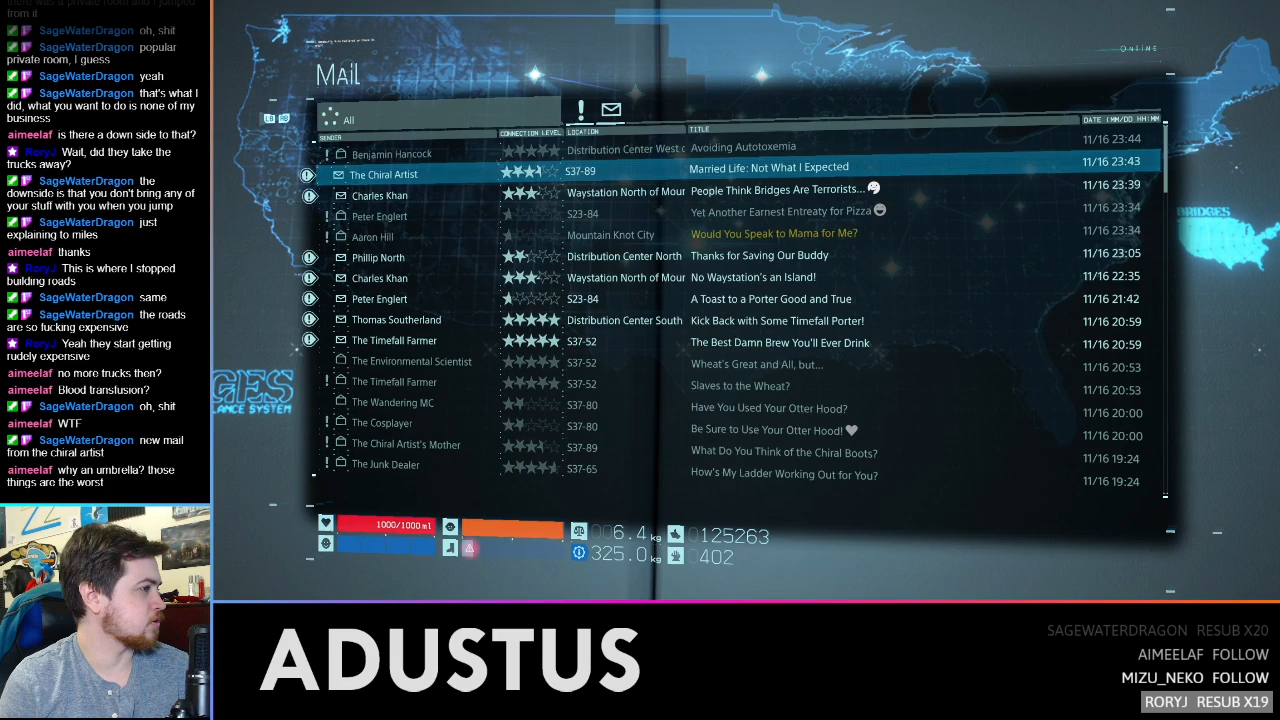 there was a private room and i jumped
from it
SageWaterDragon oh, shit
SageWaterDragon popular
private room, I guess
SageWaterDragon yeah
SageWaterDragon that's what I
did, what you want to do is none of my
business
aimeelaf is there a down side to that?
RoryJ Wait, did they take the
trucks away?
SageWaterDragon the
downside is that you don't bring any of
your stuff with you when you jump
SageWaterDragon just
explaining to miles
aimeelaf thanks
RoryJ This is where I stopped
building roads
SageWaterDragon same
SageWaterDragon the roads
are so fucking expensive
RoryJ Yeah they start getting
rudely expensive
aimeelaf no more trucks then?
aimeelaf Blood transfusion?
SageWaterDragon oh, shit
aimeelaf WTF
SageWaterDragon new mail
from the chiral artist
aimeelaf why an umbrella? those
things are the worst
ONLINE
Mail
LB RB
All
SENDER CONNECTION LEVEL LOCATION TITLE DATE (MM/DD HH:MM
Benjamin Hancock Distribution Center West c Avoiding Autotoxemia 11/16 23:44
The Chiral Artist S37-89 Married Life: Not What I Expected 11/16 23:43
Charles Khan Waystation North of Mour People Think Bridges Are Terrorists... 11/16 23:39
Peter Englert S23-84 Yet Another Earnest Entreaty for Pizza 11/16 23:34
Aaron Hill Mountain Knot City Would You Speak to Mama for Me? 11/16 23:34
Phillip North Distribution Center North Thanks for Saving Our Buddy 11/16 23:05
Charles Khan Waystation North of Mour No Waystation's an Island! 11/16 22:35
Peter Englert S23-84 A Toast to a Porter Good and True 11/16 21:42
Thomas Southerland Distribution Center South Kick Back with Some Timefall Porter! 11/16 20:59
The Timefall Farmer S37-52 The Best Damn Brew You'll Ever Drink 11/16 20:59
The Environmental Scientist S37-52 Wheat's Great and All, but... 11/16 20:53
The Timefall Farmer S37-52 Slaves to the Wheat? 11/16 20:53
The Wandering MC S37-80 Have You Used Your Otter Hood? 11/16 20:00
The Cosplayer S37-80 Be Sure to Use Your Otter Hood! 11/16 20:00
The Chiral Artist's Mother S37-89 What Do You Think of the Chiral Boots? 11/16 19:24
The Junk Dealer S37-65 How's My Ladder Working Out for You? 11/16 19:24
BRIDGES
GES
LANCE SYSTEM
1000/1000 ml
006.4 kg
0125263
325.0 kg
0402
ADUSTUS
SAGEWATERDRAGON RESUB X20
AIMEELAF FOLLOW
MIZU_NEKO FOLLOW
RORYJ RESUB X19